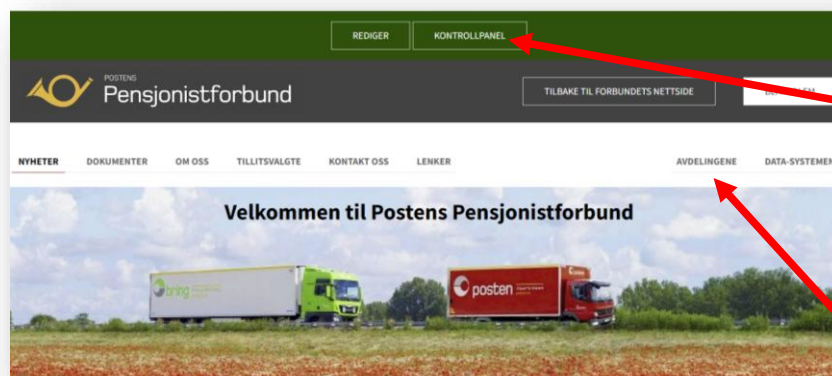 REDIGER
KONTROLLPANEL
POSTENS
Pensjonistforbund
TILBAKE TIL FORBUNDETS NETTSIDE
NYHETER
DOKUMENTER
OM OSS
TILLITSVALGTE
KONTAKT OSS
LENKER
AVDELINGENE
DATA-SYSTEMEN
Velkommen til Postens Pensjonistforbund
bring
posten